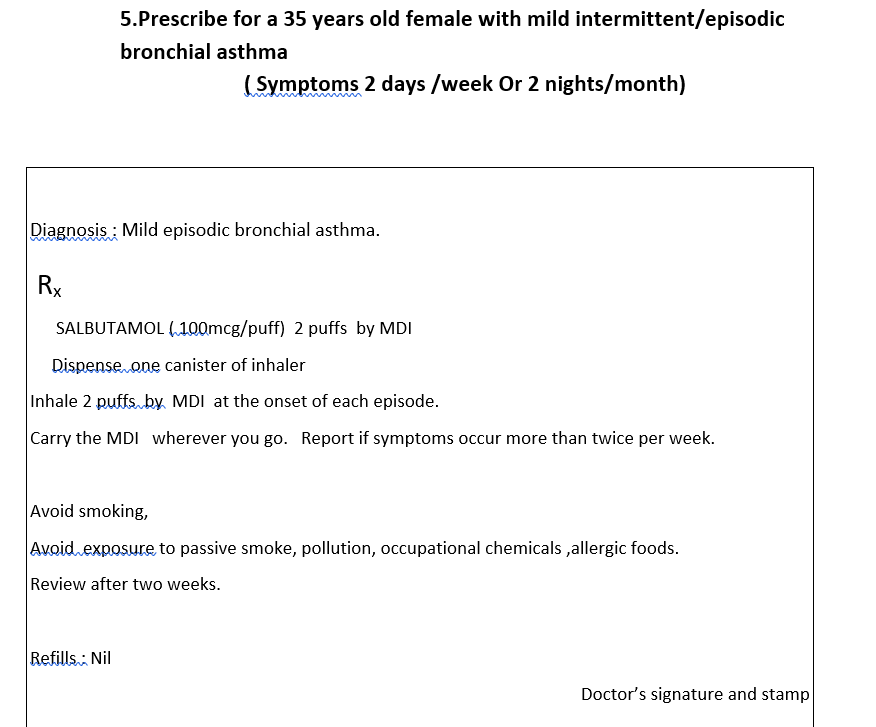 5.Prescribe for a 35 years old female with mild intermittent/episodic
bronchial asthma
( Symptoms 2 days /week Or 2 nights/month)
Diagnosis : Mild episodic bronchial asthma.
Rx
SALBUTAMOL ( 100mcg/puff) 2 puffs by MDI
Dispense one canister of inhaler
Inhale 2 puffs by MDI at the onset of each episode.
Carry the MDI wherever you go. Report if symptoms occur more than twice per week.
Avoid smoking,
Avoid exposure to passive smoke, pollution, occupational chemicals ,allergic foods.
Review after two weeks.
Refills : Nil
Doctor's signature and stamp